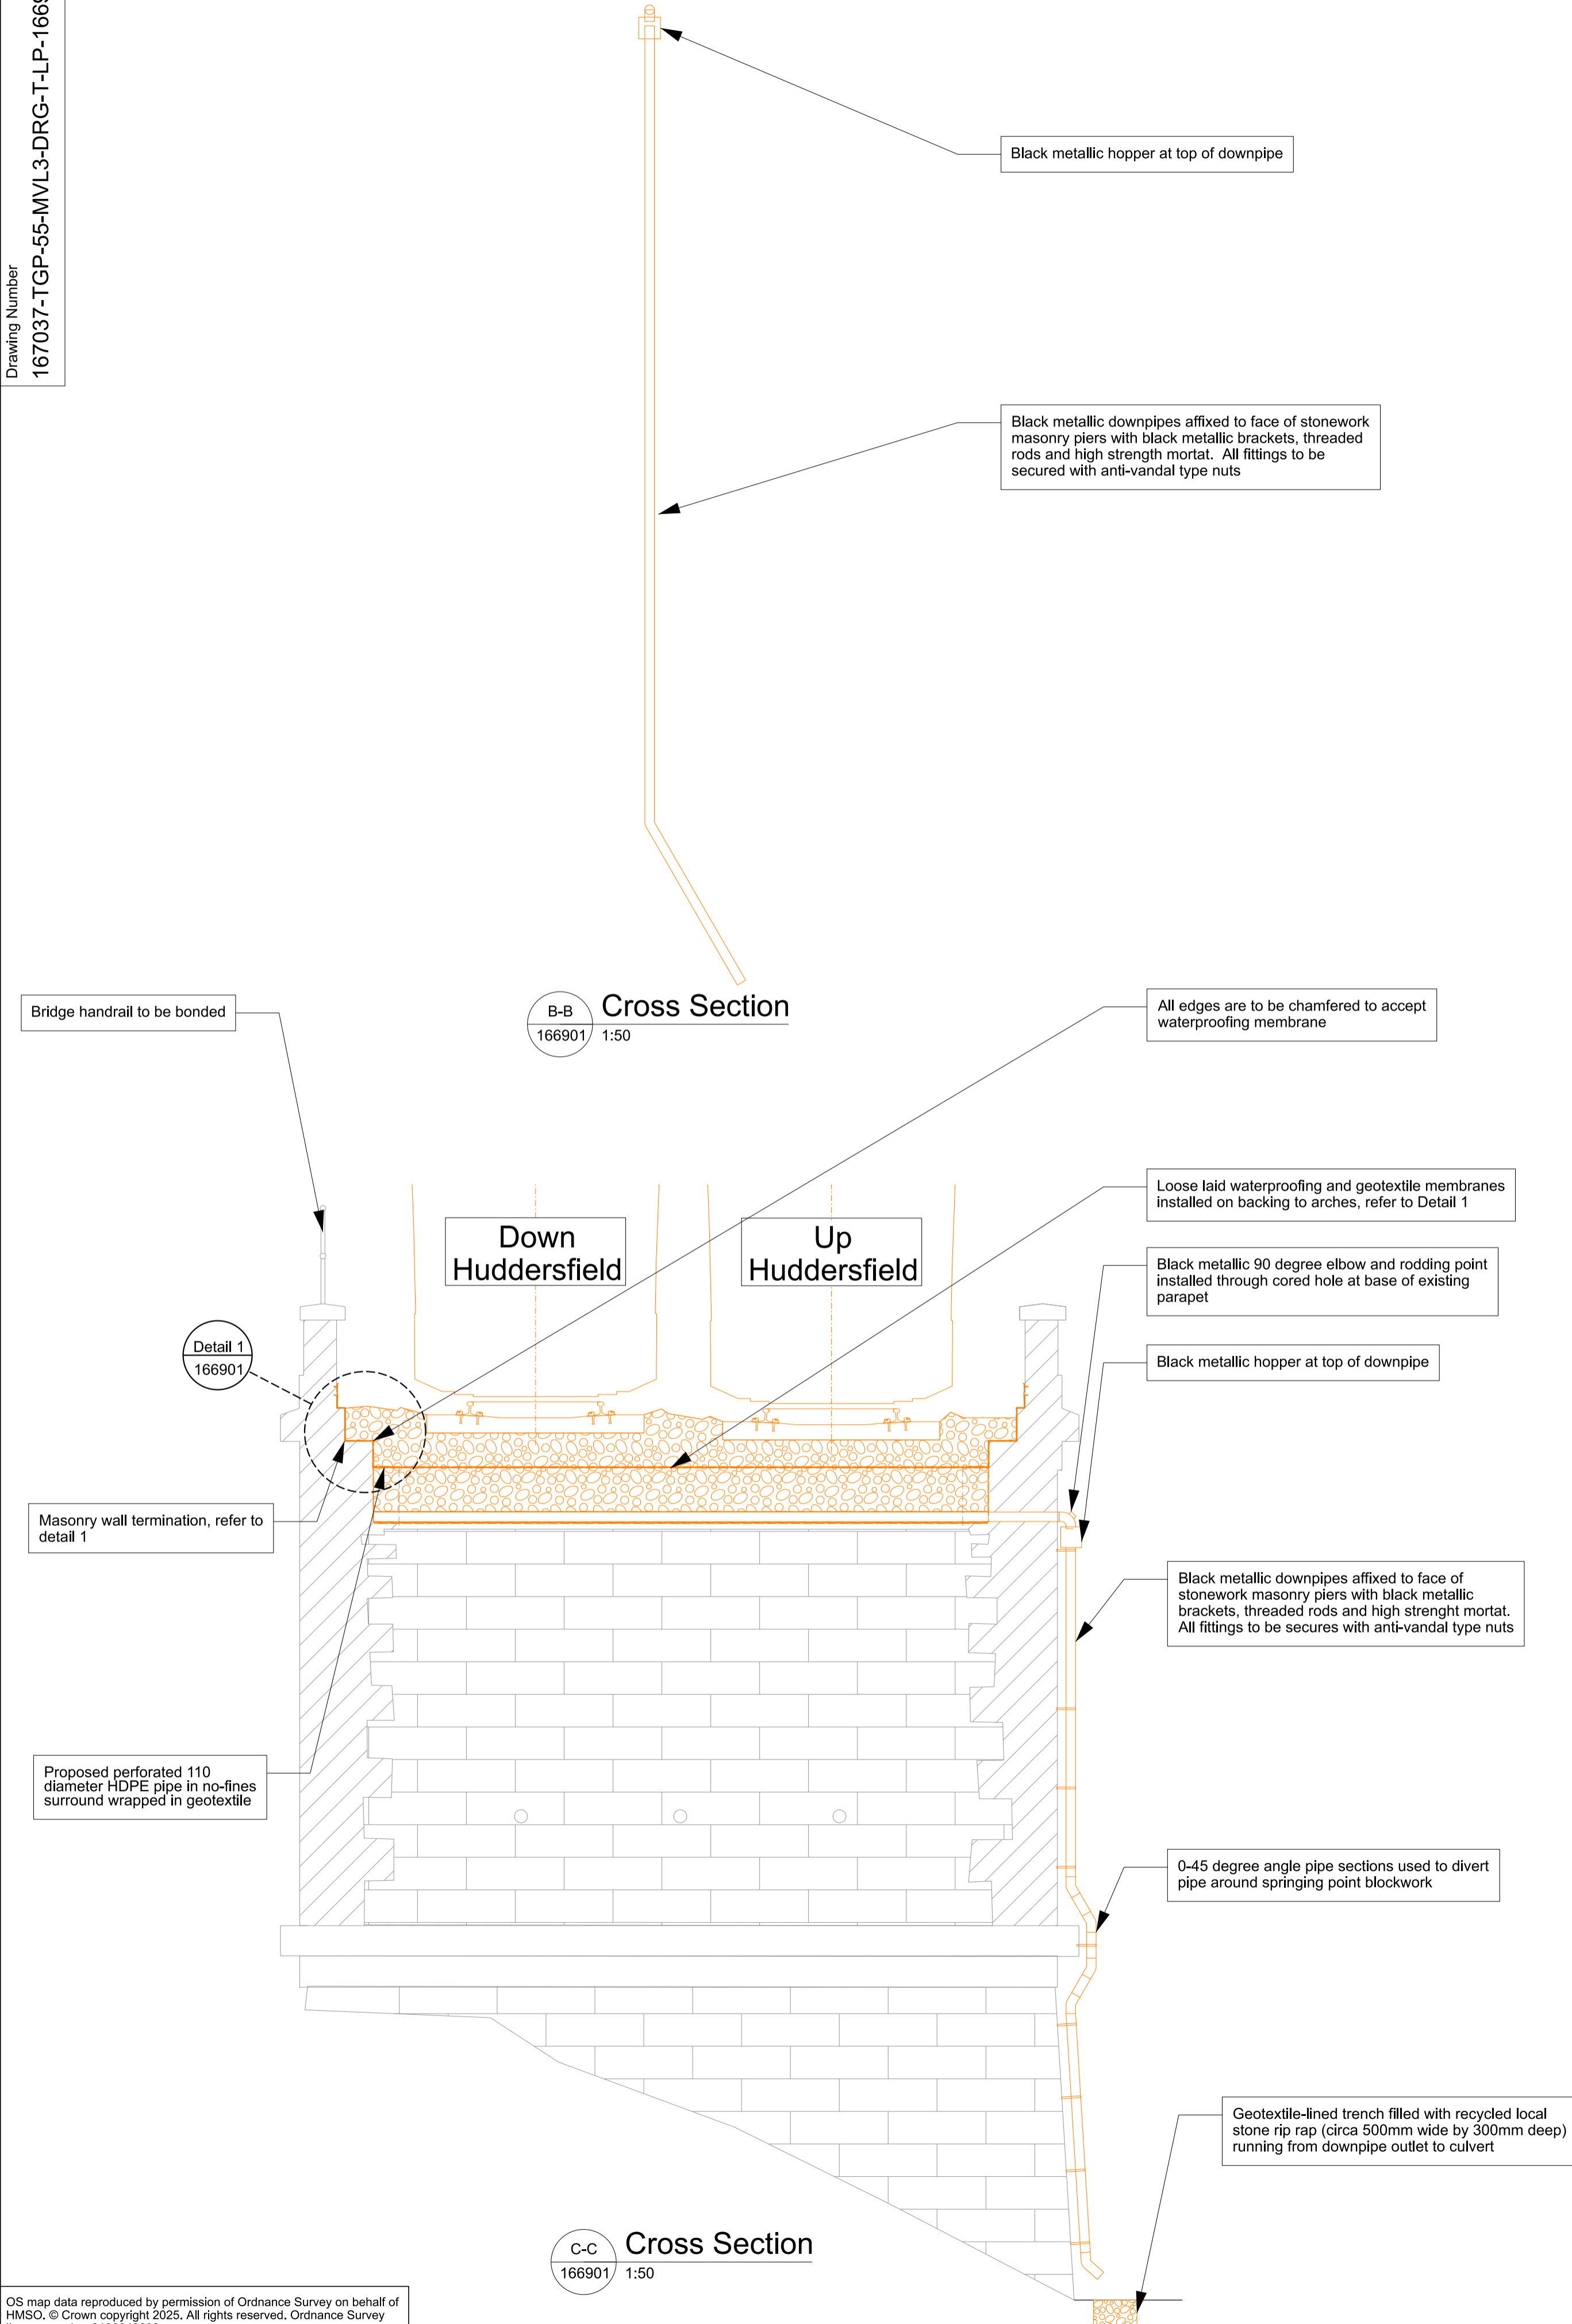 Drawing Number
167037-TGP-55-MVL3-DRG-T-LP-1669
Black metallic hopper at top of downpipe
Black metallic downpipes affixed to face of stonework
masonry piers with black metallic brackets, threaded
rods and high strength mortat. All fittings to be
secured with anti-vandal type nuts
B-B
166901
Cross Section
1:50
Bridge handrail to be bonded
All edges are to be chamfered to accept
waterproofing membrane
Loose laid waterproofing and geotextile membranes
installed on backing to arches, refer to Detail 1
Down
Huddersfield
Up
Huddersfield
Black metallic 90 degree elbow and rodding point
installed through cored hole at base of existing
parapet
Detail 1
166901
Black metallic hopper at top of downpipe
Masonry wall termination, refer to
detail 1
Black metallic downpipes affixed to face of
stonework masonry piers with black metallic
brackets, threaded rods and high strenght mortat.
All fittings to be secures with anti-vandal type nuts
Proposed perforated 110
diameter HDPE pipe in no-fines
surround wrapped in geotextile
0-45 degree angle pipe sections used to divert
pipe around springing point blockwork
Geotextile-lined trench filled with recycled local
stone rip rap (circa 500mm wide by 300mm deep)
running from downpipe outlet to culvert
C-C
166901
Cross Section
1:50
OS map data reproduced by permission of Ordnance Survey on behalf of
HMSO. © Crown copyright 2025. All rights reserved. Ordnance Survey